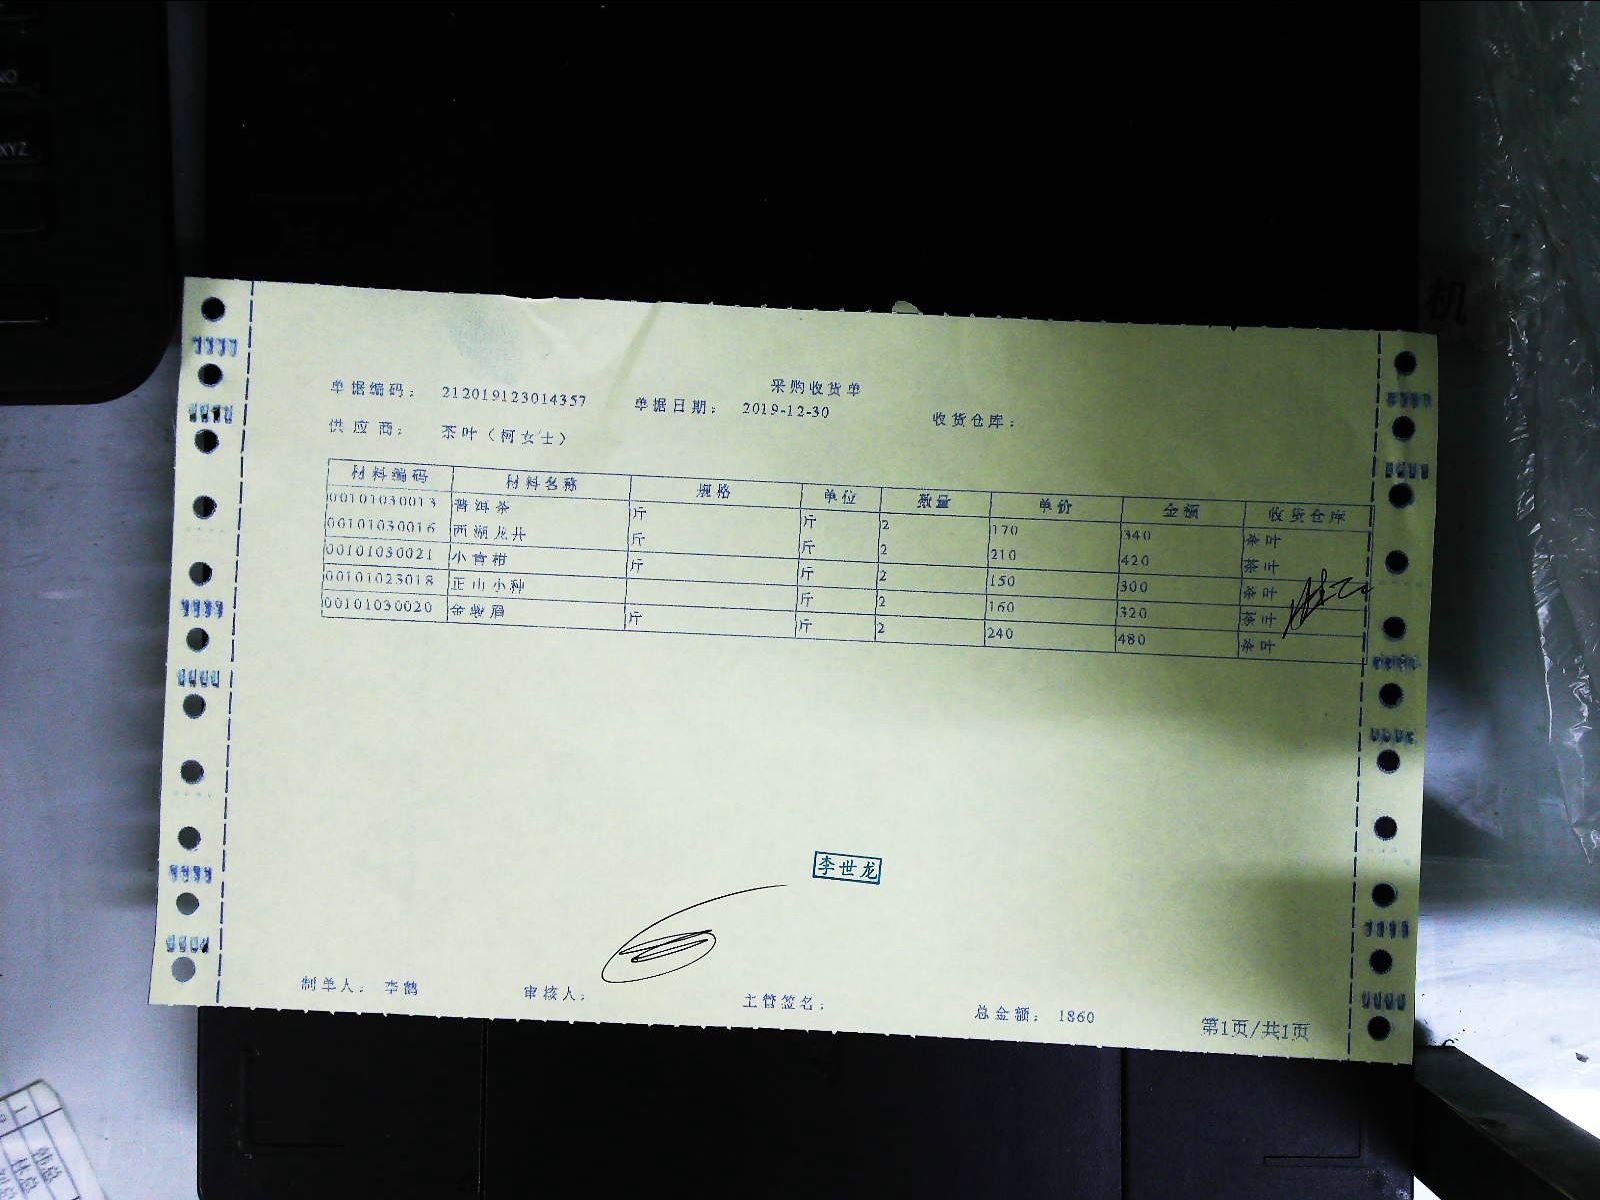 采购收货单
单据编码： 212019123014357 单据日期： 2019-12-30 收货仓库：
供应商： 茶叶（柯女士）
材料编码 材料名称 规格 单位 数量 单价 金额 收货仓库
00101030013 普洱茶 斤 斤 2 170 340 茶叶
00101030016 西湖龙井 斤 斤 2 210 420 茶叶
00101030021 小青柑 斤 斤 2 150 300 茶叶
00101023018 正山小种 斤 2 160 320 茶叶
00101030020 金骏眉 斤 斤 2 240 480 茶叶
李世龙
制单人： 李鹤 审核人： 主管签名： 总金额： 1860 第1页/共1页
机
XYZ